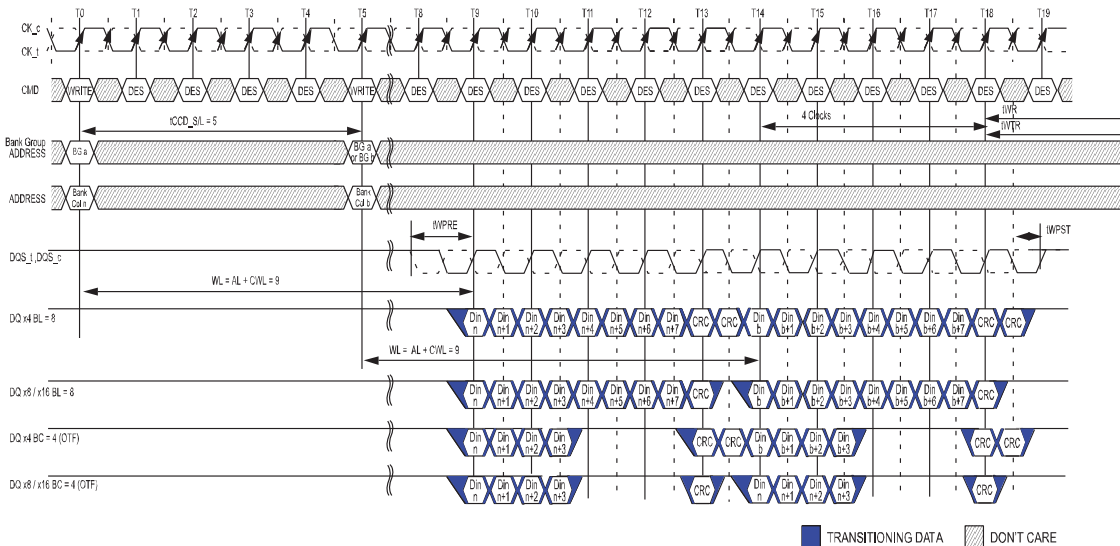 T0 T1 T2 T3 T4 T5 T8 T9 T10 T11 T12 T13 T14 T15 T16 T17 T18 T19
CK_c
CK_t
CMD WRITE DES DES DES DES WRITE DES DES DES DES DES DES DES DES DES DES DES DES
tCCD_S/L = 5
4 Clocks
tWR
tWTR
Bank Group
ADDRESS
BG a
BG a
or BG b
ADDRESS
Bank
Col n
Bank
Col b
tWPRE
tWPST
DQS_t ,DQS_c
WL = AL + CWL = 9
DQ x4 BL = 8
Din n Din n+1 Din n+2 Din n+3 Din n+4 Din n+5 Din n+6 Din n+7 CRC CRC Din b Din b+1 Din b+2 Din b+3 Din b+4 Din b+5 Din b+6 Din b+7 CRC CRC
WL = AL + CWL = 9
DQ x8 / x16 BL = 8
Din n Din n+1 Din n+2 Din n+3 Din n+4 Din n+5 Din n+6 Din n+7 CRC Din b Din b+1 Din b+2 Din b+3 Din b+4 Din b+5 Din b+6 Din b+7 CRC
DQ x4 BC = 4 (OTF)
Din n Din n+1 Din n+2 Din n+3 CRC CRC Din b Din b+1 Din b+2 Din b+3 CRC CRC
DQ x8 / x16 BC = 4 (OTF)
Din n Din n+1 Din n+2 Din n+3 CRC Din b Din b+1 Din b+2 Din b+3 CRC
TRANSITIONING DATA
DON'T CARE